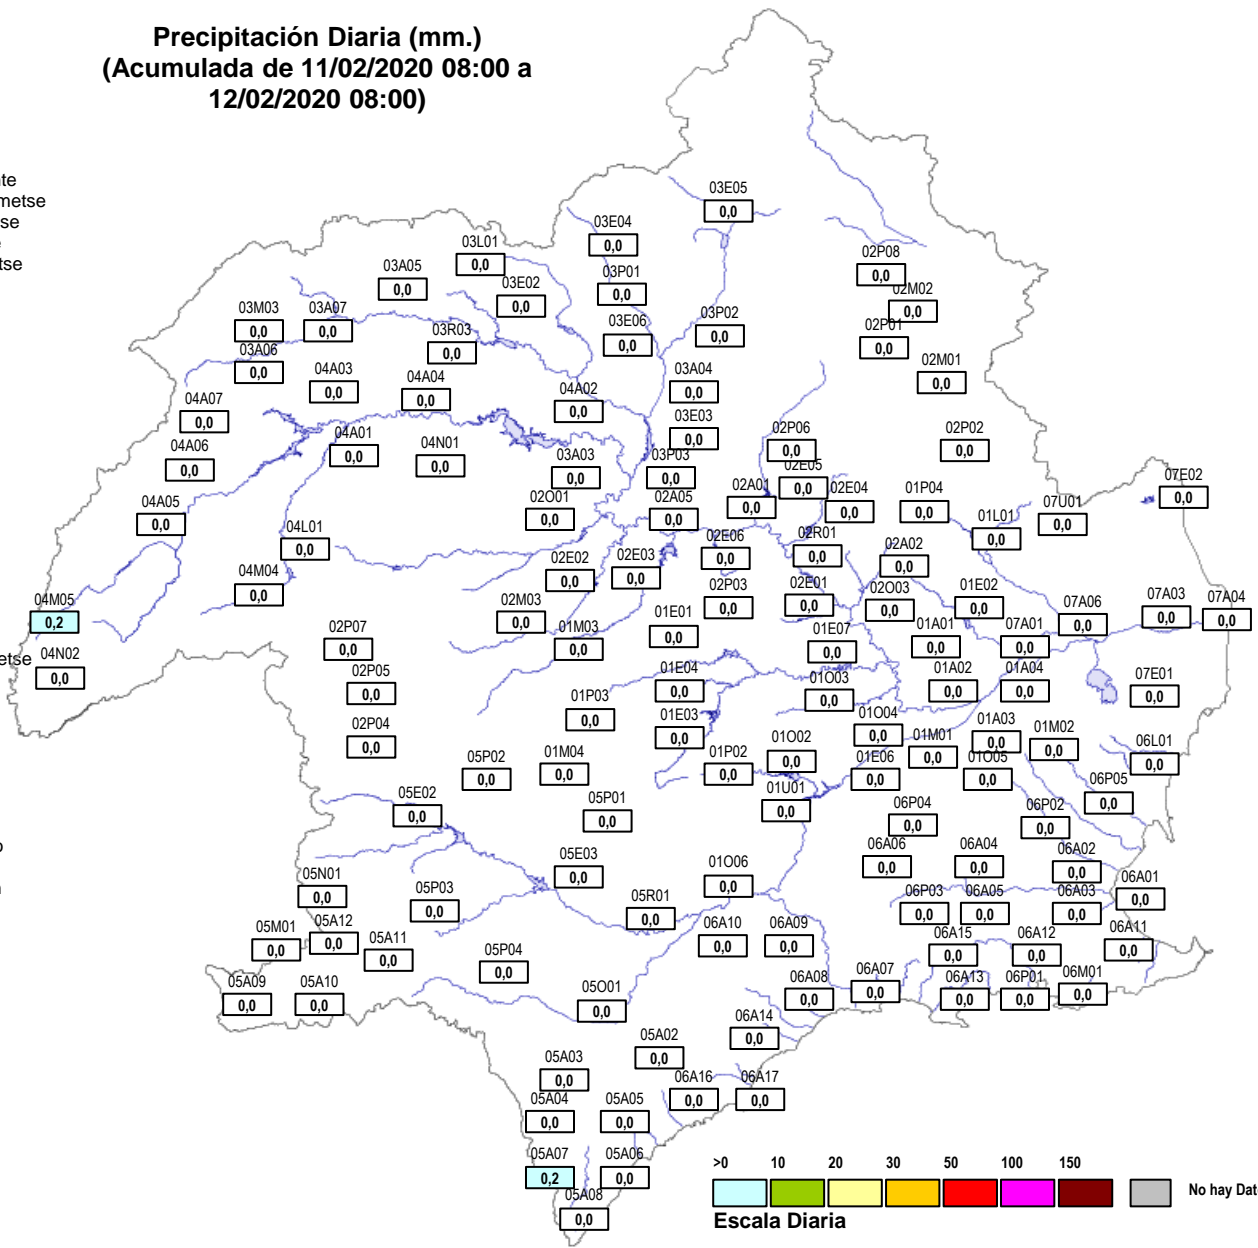 Precipitación Diaria (mm.)
(Acumulada de 11/02/2020 08:00 a
12/02/2020 08:00)
te
metse
se
tse
03E05
0,0
03E04
0,0
03L01
0,0
02P08
0,0
03A05
0,0
03P01
0,0
03E02
0,0
02M02
0,0
03M03
0,0
03A07
0,0
03P02
0,0
03R03
0,0
03E06
0,0
02P01
0,0
03A06
0,0
02M01
0,0
04A03
0,0
04A04
0,0
03A04
0,0
04A02
0,0
04A07
0,0
03E03
0,0
04A01
0,0
04N01
0,0
02P06
0,0
02P02
0,0
04A06
0,0
03A03
0,0
03P03
0,0
02E05
0,0
07E02
0,0
02A01
0,0
02E04
0,0
01P04
0,0
04A05
0,0
02O01
0,0
02A05
0,0
07U01
0,0
01L01
0,0
04L01
0,0
02E06
0,0
02R01
0,0
02A02
0,0
02E02
0,0
02E03
0,0
04M04
0,0
04M05
0,2
02M03
0,0
02P03
0,0
02E01
0,0
02O03
0,0
01E02
0,0
07A03
0,0
07A04
0,0
07A06
0,0
01E01
0,0
02P07
0,0
01M03
0,0
01E07
0,0
01A01
0,0
07A01
0,0
etse
04N02
0,0
02P05
0,0
01E04
0,0
01O03
0,0
01A02
0,0
01A04
0,0
07E01
0,0
01P03
0,0
02P04
0,0
01E03
0,0
01O04
0,0
01A03
0,0
01M02
0,0
01M01
0,0
06L01
0,0
05P02
0,0
01M04
0,0
01P02
0,0
01O02
0,0
01E06
0,0
01O05
0,0
05E02
0,0
05P01
0,0
01U01
0,0
06P05
0,0
06P04
0,0
06P02
0,0
o
05E03
0,0
01O06
0,0
06A06
0,0
06A04
0,0
06A02
0,0
05N01
0,0
05P03
0,0
05R01
0,0
06P03
0,0
06A05
0,0
06A03
0,0
06A01
0,0
05M01
0,0
05A12
0,0
05A11
0,0
06A10
0,0
06A09
0,0
06A15
0,0
06A12
0,0
06A11
0,0
05P04
0,0
05A09
0,0
05A10
0,0
05O01
0,0
06A08
0,0
06A07
0,0
06A13
0,0
06P01
0,0
06M01
0,0
06A14
0,0
05A02
0,0
05A03
0,0
06A16
0,0
06A17
0,0
05A04
0,0
05A05
0,0
05A07
0,2
05A06
0,0
05A08
0,0
>0 10 20 30 50 100 150
No hay Dat
Escala Diaria